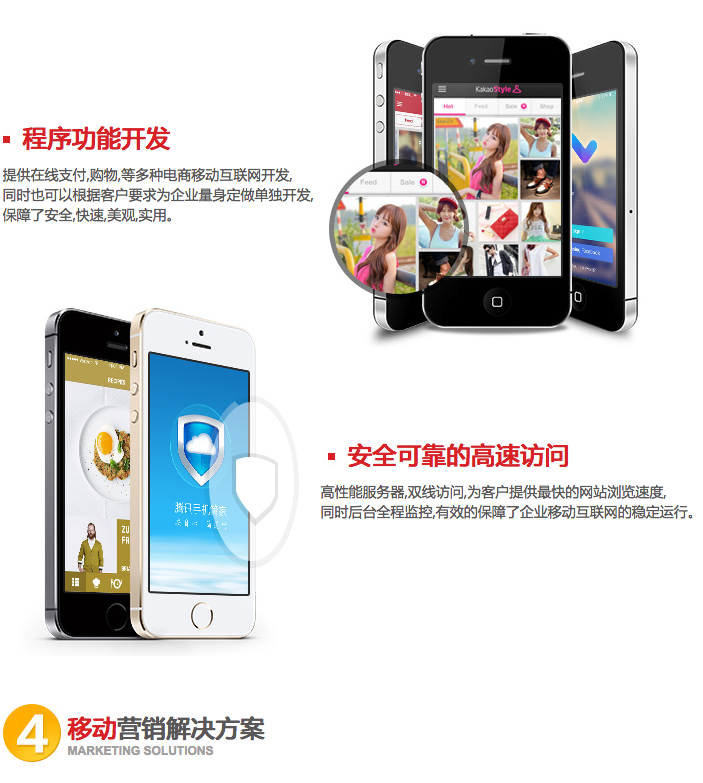 程序功能开发
提供在线支付,购物,等多种电商移动互联网开发,
同时也可以根据客户要求为企业量身定做单独开发,
保障了安全,快速,美观,实用。
KakaoStyle
Hot Feed Sale N Shop
Feed Sale N
Feed
RECIPES
腾讯手机管家
安全可靠的高速访问
高性能服务器,双线访问,为客户提供最快的网站浏览速度,
同时后台全程监控,有效的保障了企业移动互联网的稳定运行。
4 移动营销解决方案
MARKETING SOLUTIONS